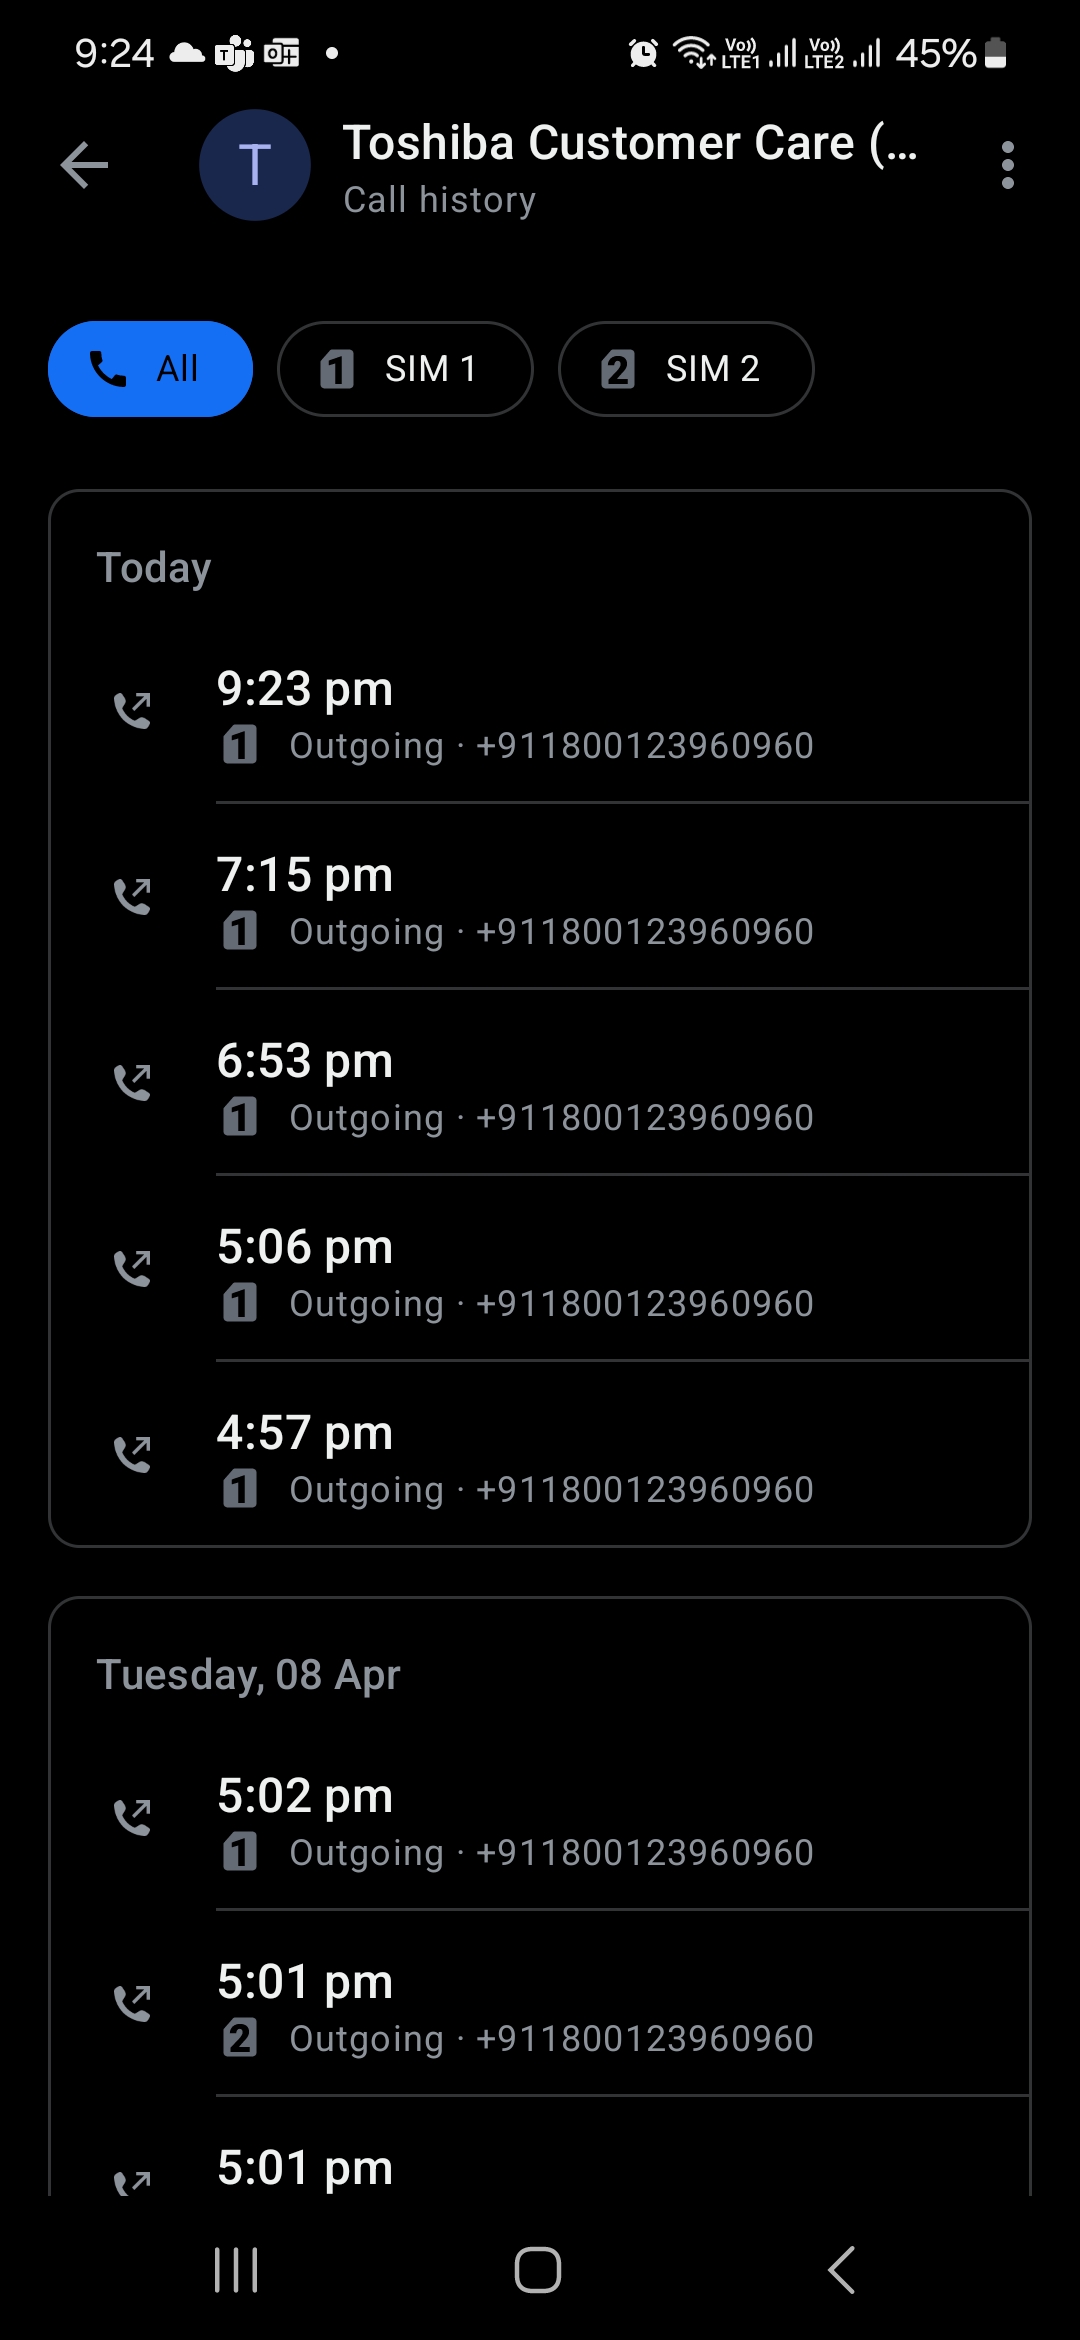 9:24
Vo)) LTE1
Vo)) LTE2
45%
T
Toshiba Customer Care (...
Call history
All
1 SIM 1
2 SIM 2
Today
9:23 pm
1 Outgoing · +911800123960960
7:15 pm
1 Outgoing · +911800123960960
6:53 pm
1 Outgoing · +911800123960960
5:06 pm
1 Outgoing · +911800123960960
4:57 pm
1 Outgoing · +911800123960960
Tuesday, 08 Apr
5:02 pm
1 Outgoing · +911800123960960
5:01 pm
2 Outgoing · +911800123960960
5:01 pm